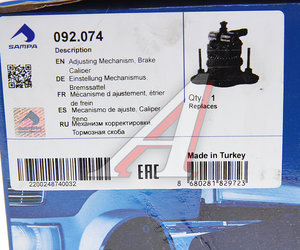 SAMPA
092.074
Description
EN Adjusting Mechanism, Brake
Caliper
DE Einstellung Mechanismus
Bremssattel
FR Mécanisme d ajustement, étrier
de frein
ES Mecanismo de ajuste, Caliper
freno
RU Механизм корректировки
Тормозная скоба
Qty. 1
Replaces
2200248740032
EAC
Made in Turkey
8 680281 829723